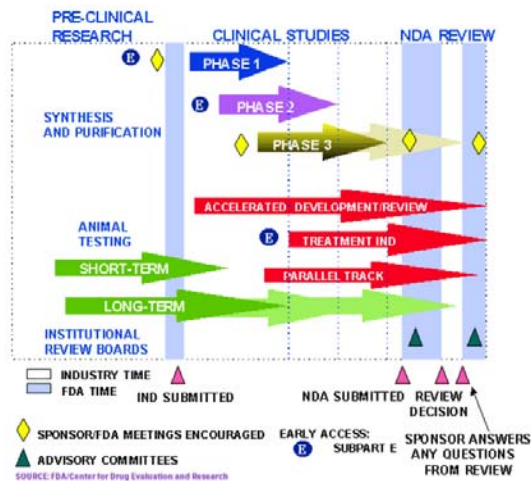 PRE-CLINICAL
RESEARCH
CLINICAL STUDIES
NDA REVIEW
E
PHASE 1
E
PHASE 2
SYNTHESIS
AND PURIFICATION
PHASE 3
ACCELERATED DEVELOPMENT/REVIEW
ANIMAL
TESTING
E
TREATMENT IND
SHORT-TERM
PARALLEL TRACK
LONG-TERM
INSTITUTIONAL
REVIEW BOARDS
INDUSTRY TIME
FDA TIME
IND SUBMITTED
NDA SUBMITTED
REVIEW
DECISION
SPONSOR/FDA MEETINGS ENCOURAGED
ADVISORY COMMITTEES
EARLY ACCESS:
E
SUBPART E
SPONSOR ANSWERS
ANY QUESTIONS
FROM REVIEW
SOURCE: FDA/Center for Drug Evaluation and Research